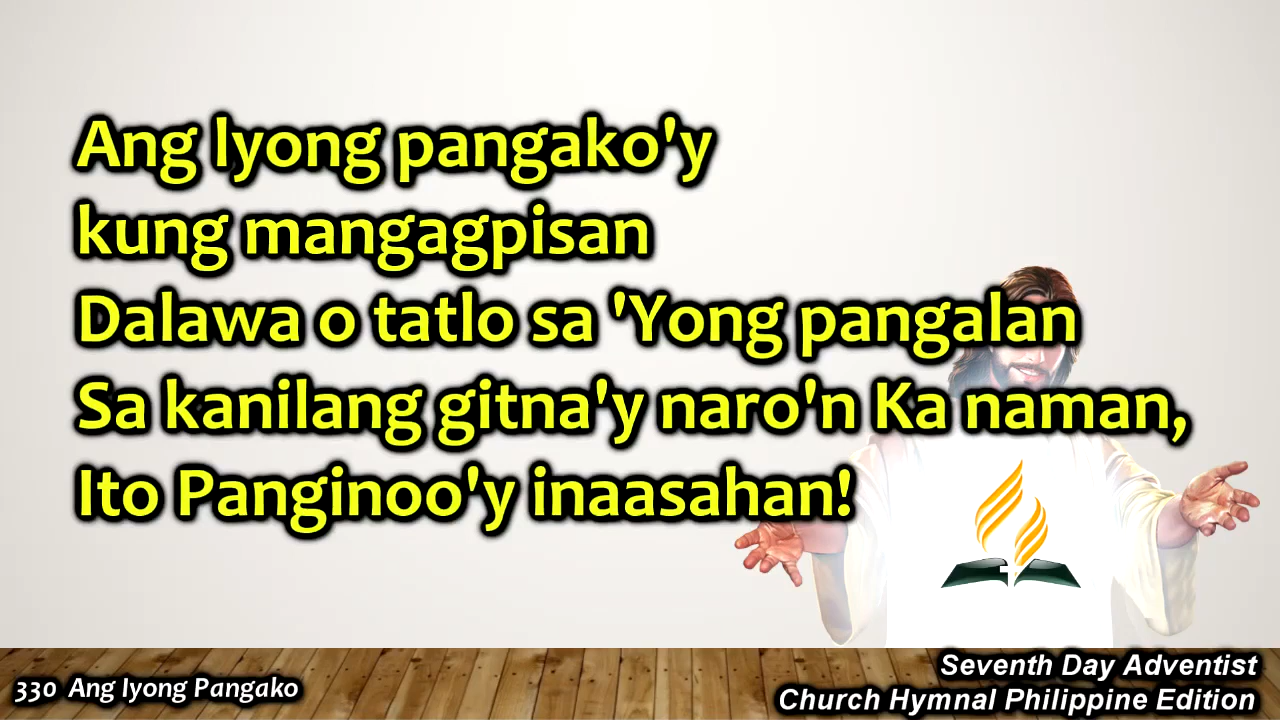 Ang Iyong pangako'y
kung mangagpisan
Dalawa o tatlo sa 'Yong pangalan
Sa kanilang gitna'y naro'n Ka naman,
Ito Panginoo'y inaasahan!
330 Ang Iyong Pangako
Seventh Day Adventist
Church Hymnal Philippine Edition